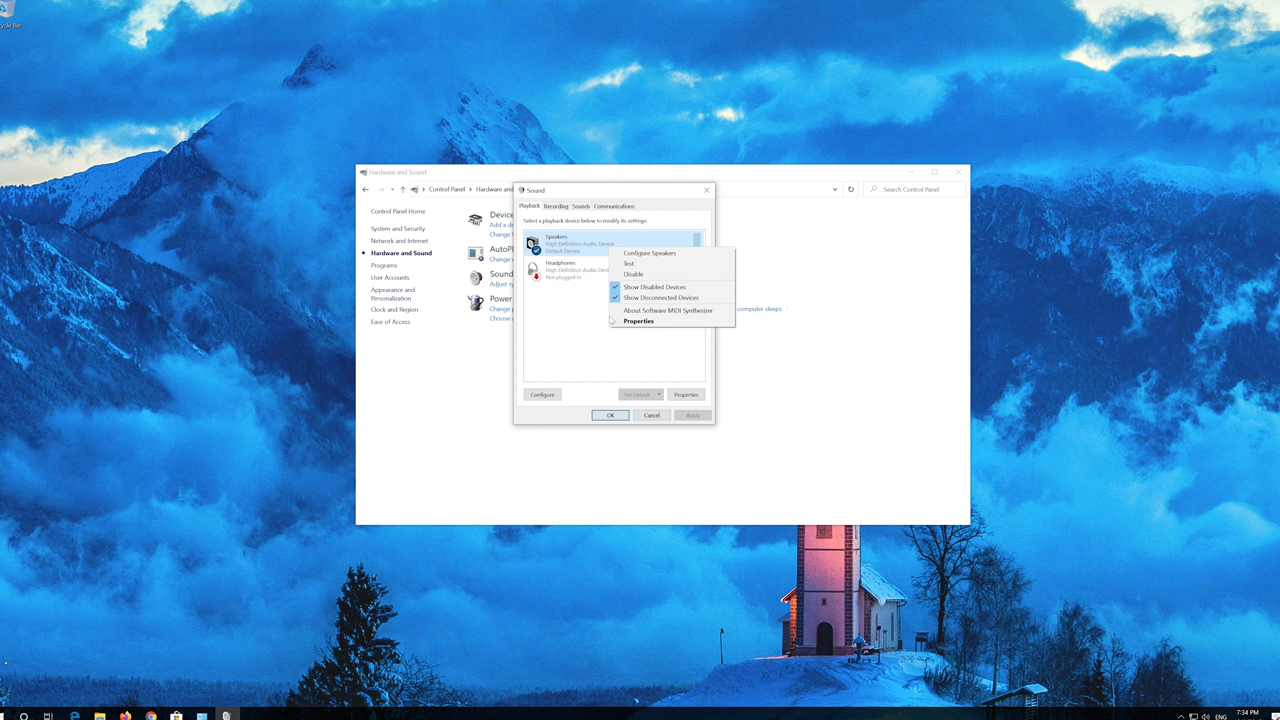 cycle Bin
Hardware and Sound
Control Panel
Hardware and
Search Control Panel
Control Panel Home
System and Security
Network and Internet
Hardware and Sound
Programs
User Accounts
Appearance and
Personalization
Clock and Region
Ease of Access
Device
Add a d
Change
AutoPl
Change
Sound
Adjust sy
Power
Change p
Choose a
computer sleeps
Sound
Playback
Recording
Sounds
Communications
Select a playback device below to modify its settings:
Speakers
High Definition Audio Device
Default Device
Headphones
High Definition Audio Devi
Not plugged in
Configure Speakers
Test
Disable
Show Disabled Devices
Show Disconnected Devices
About Software MIDI Synthesizer
Properties
Configure
Set Default
Properties
OK
Cancel
Apply
ENG
7:34 PM